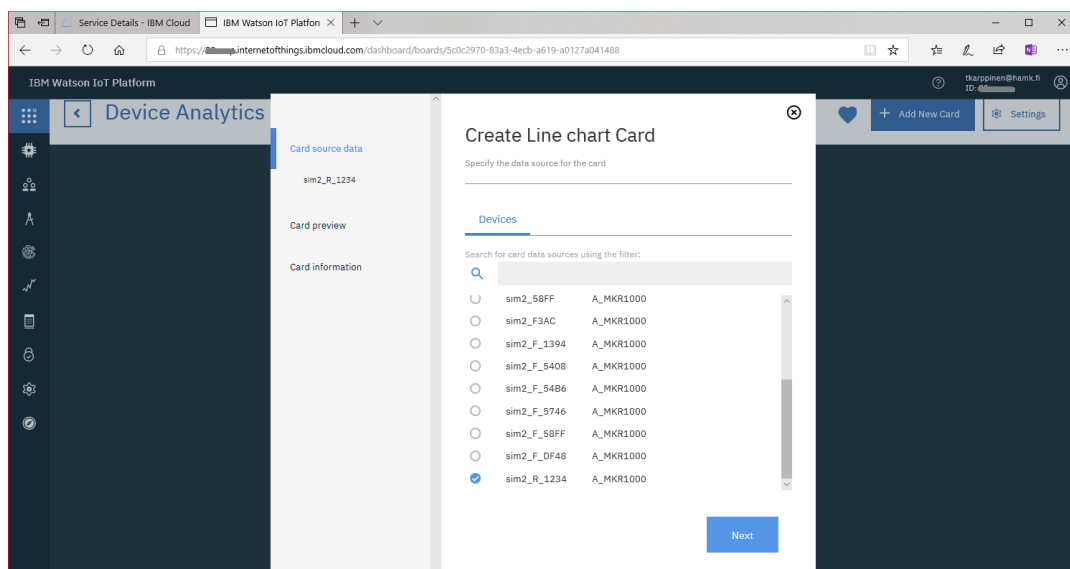 Service Details - IBM Cloud
IBM Watson IoT Platfor
https:// .internetofthings.ibmcloud.com/dashboard/boards/5c0c2970-83a3-4ecb-a619-a0127a041488
IBM Watson IoT Platform
tkarppinen@hamk.fi
ID:
Device Analytics
+ Add New Card
Settings
Card source data
sim2_R_1234
Card preview
Card information
Create Line chart Card
Specify the data source for the card
Devices
Search for card data sources using the filter:
sim2_58FF A_MKR1000
sim2_F3AC A_MKR1000
sim2_F_1394 A_MKR1000
sim2_F_5408 A_MKR1000
sim2_F_54B6 A_MKR1000
sim2_F_5746 A_MKR1000
sim2_F_58FF A_MKR1000
sim2_F_DF48 A_MKR1000
sim2_R_1234 A_MKR1000
Next